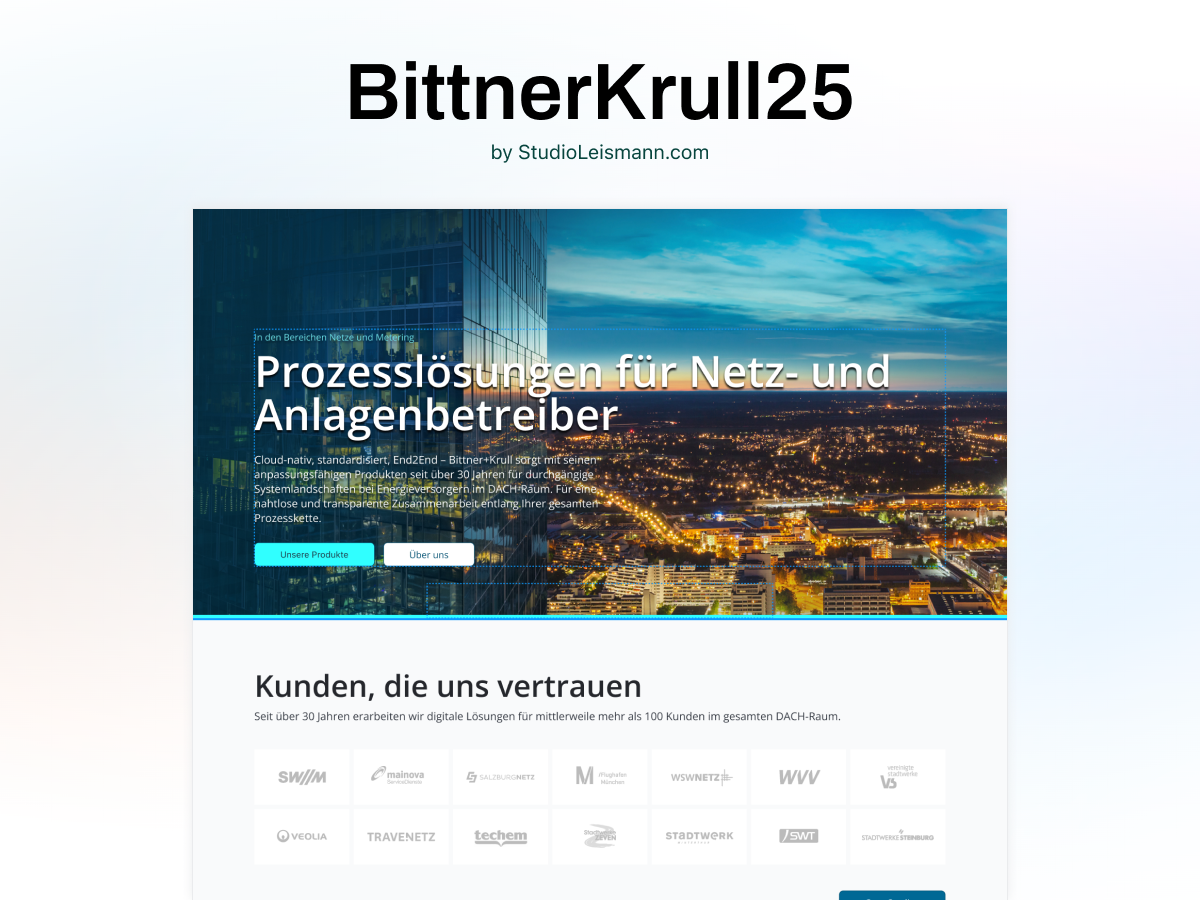 BittnerKrull25
by StudioLeismann.com
In den Bereichen Netze und Metering
Prozesslösungen für Netz- und
Anlagenbetreiber
Cloud-nativ, standardisiert, End2End – Bittner+Krull sorgt mit seinen
anpassungsfähigen Produkten seit über 30 Jahren für durchgängige
Systemlandschaften bei Energieversorgern im DACH-Raum. Für eine
nahtlose und transparente Zusammenarbeit entlang Ihrer gesamten
Prozesskette.
Unsere Produkte Über uns
Kunden, die uns vertrauen
Seit über 30 Jahren erarbeiten wir digitale Lösungen für mittlerweile mehr als 100 Kunden im gesamten DACH-Raum.
SW//M mainova ServiceDienste SALZBURGNETZ M /Flughafen München WSWNETZ WVV vereinigte stadtwerke VS
VEOLIA TRAVENETZ techem Stadtwerke ZEVEN STADTWERK WINTERTHUR SWT STADTWERKE STEINBURG